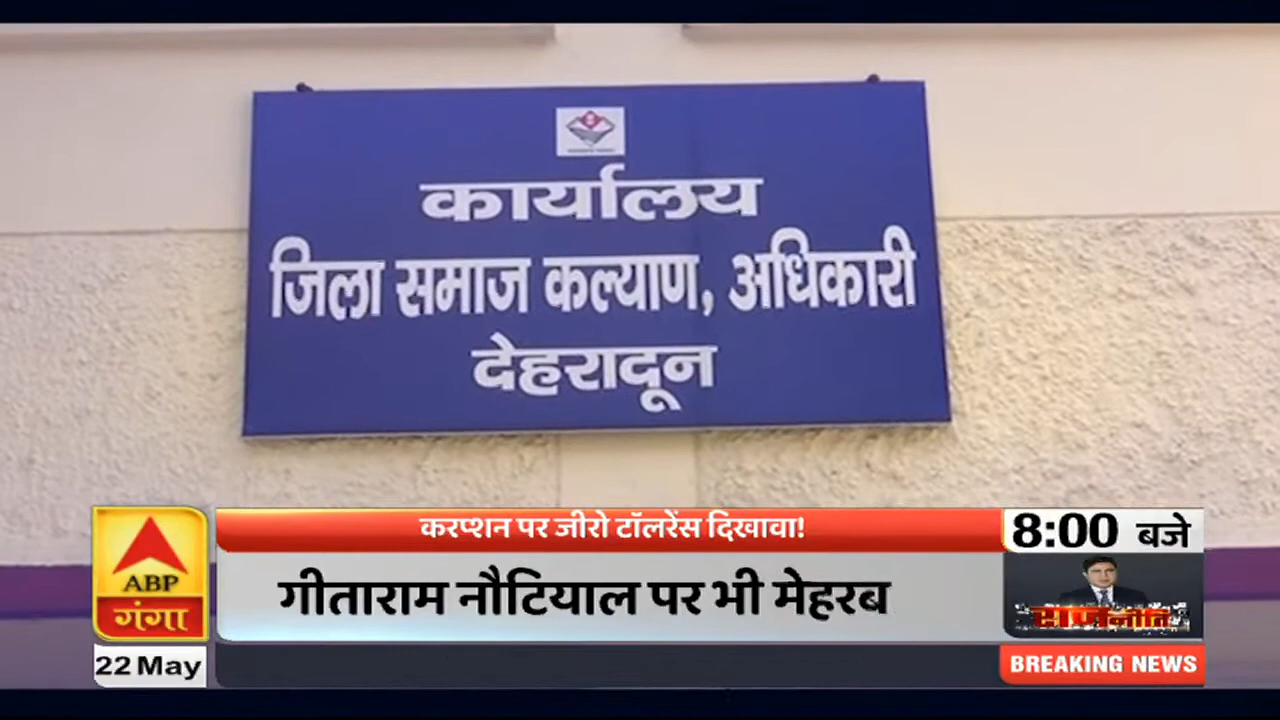 कार्यालय
जिला समाज कल्याण, अधिकारी
देहरादून
करप्शन पर जीरो टॉलरेंस दिखावा!
8:00 बजे
ABP
गंगा
गीताराम नौटियाल पर भी मेहरब
राजनीति
22 May
BREAKING NEWS